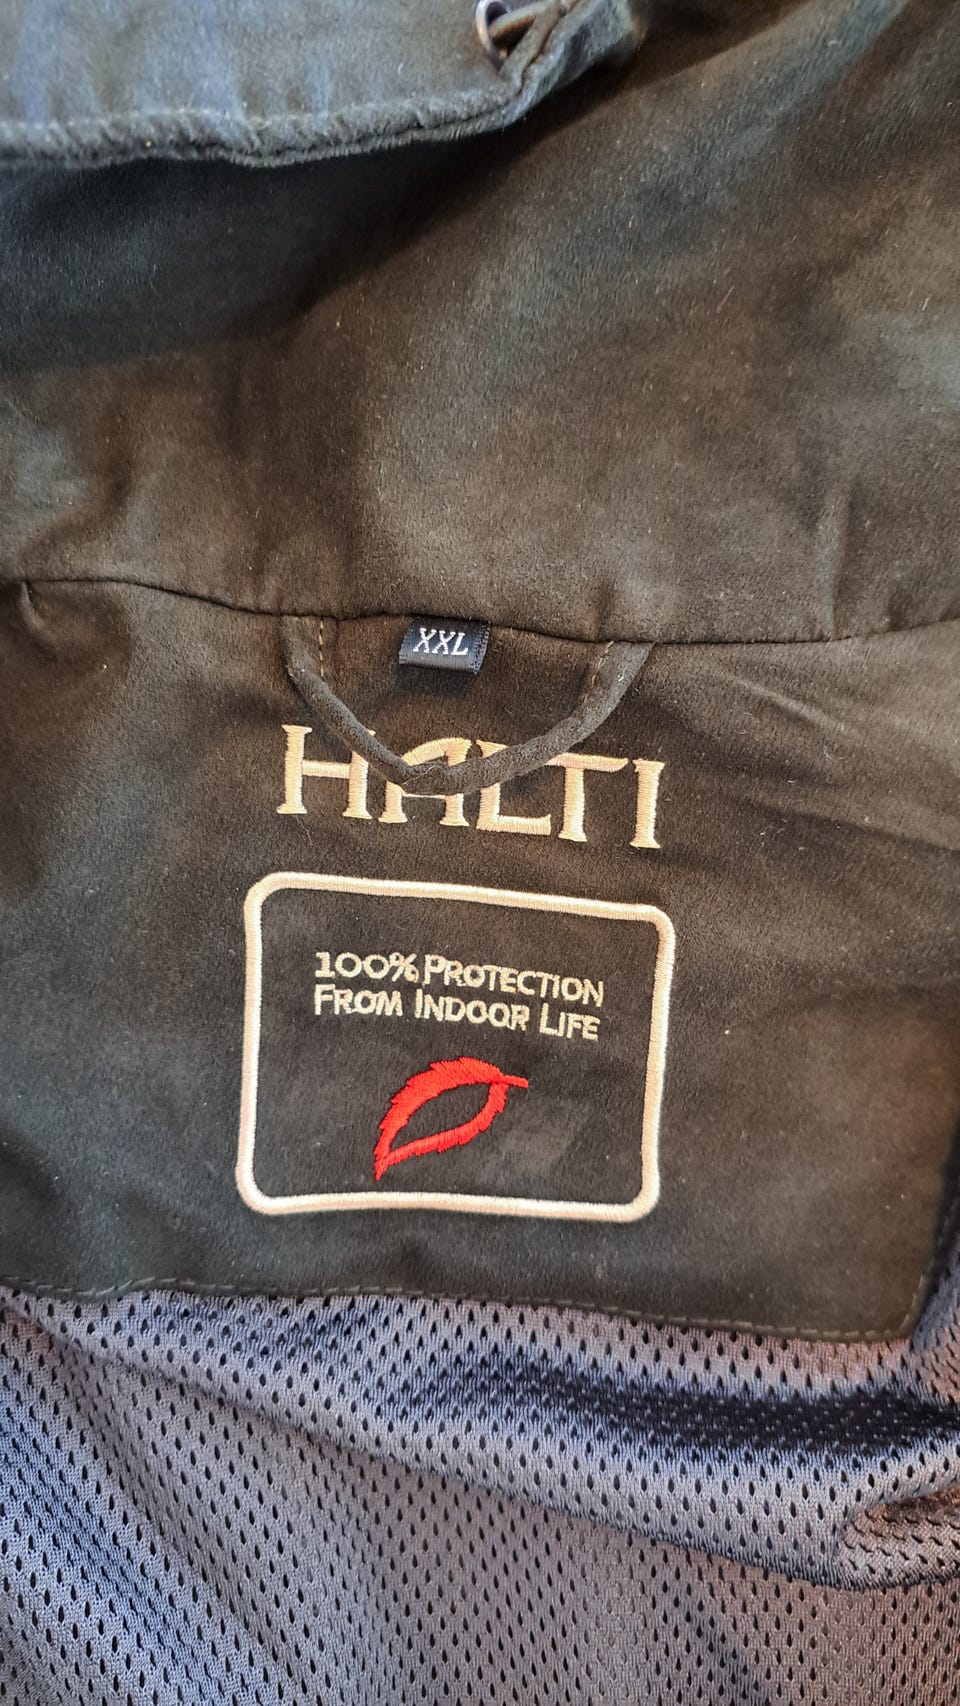 XXL
HALTI
100% PROTECTION
FROM INDOOR LIFE